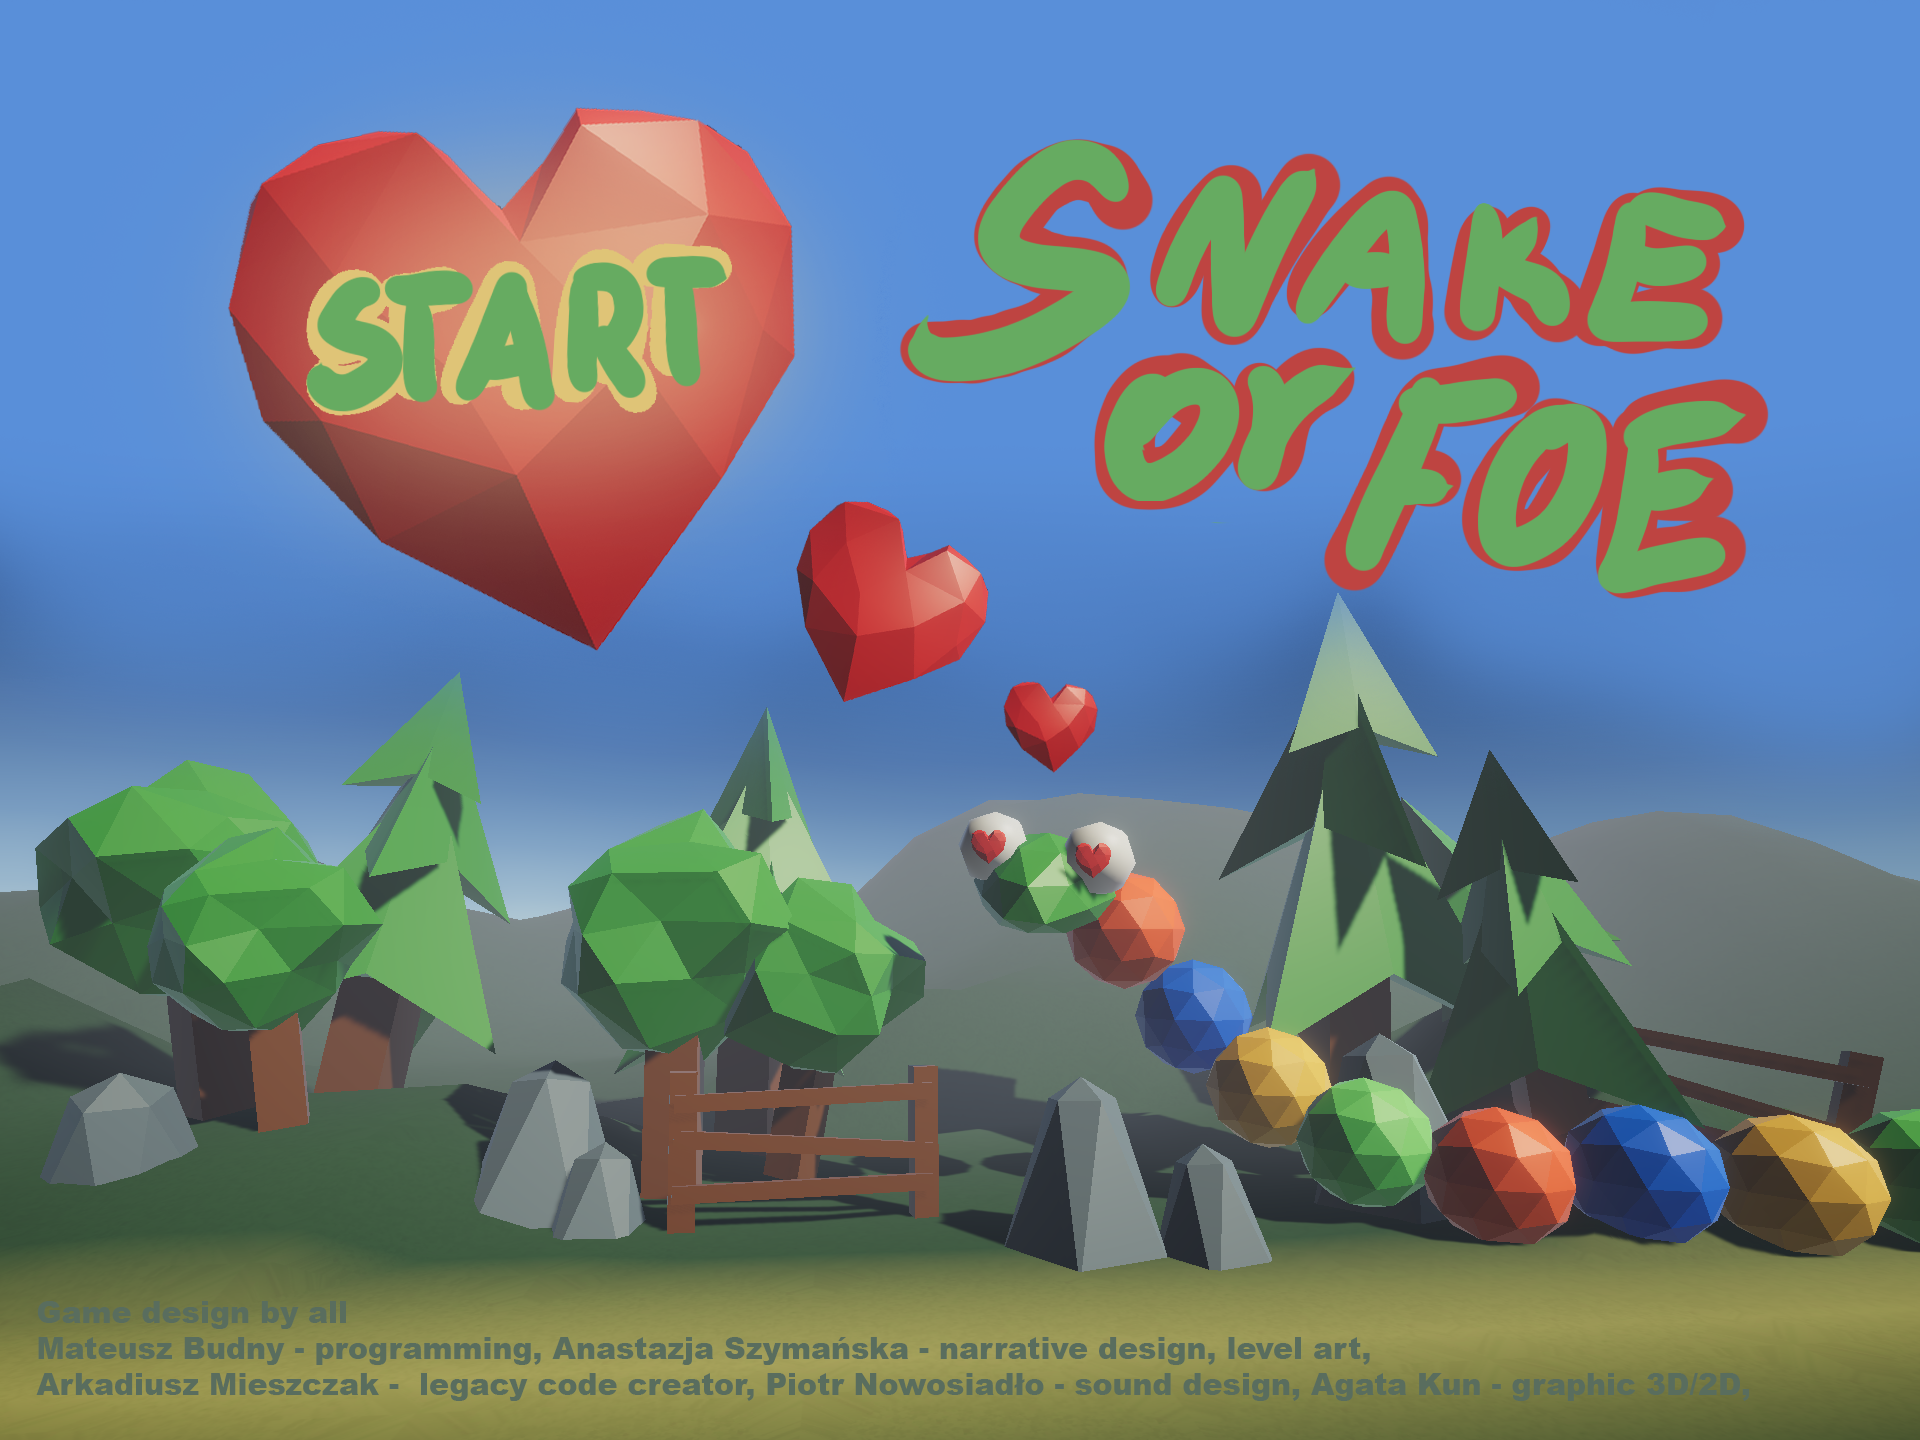 START
SNAKE
or FOE
Game design by all
Mateusz Budny - programming, Anastazja Szymańska - narrative design, level art,
Arkadiusz Mieszczak -  legacy code creator, Piotr Nowosiadło - sound design, Agata Kun - graphic 3D/2D,